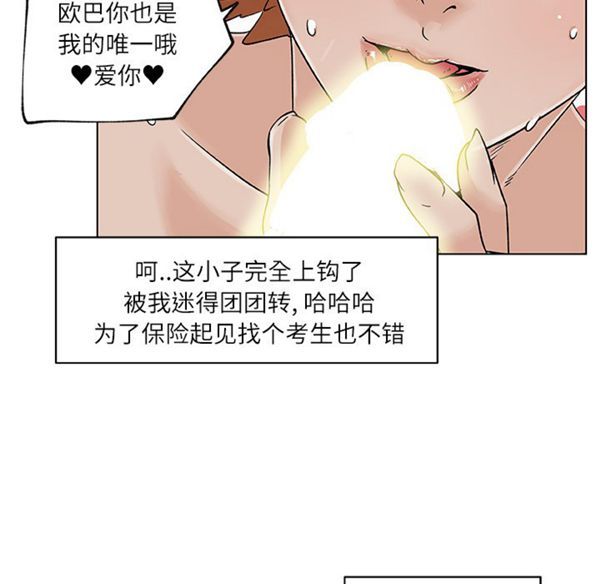 欧巴你也是
我的唯一哦
♥爱你♥
呵..这小子完全上钩了
被我迷得团团转, 哈哈哈
为了保险起见找个考生也不错